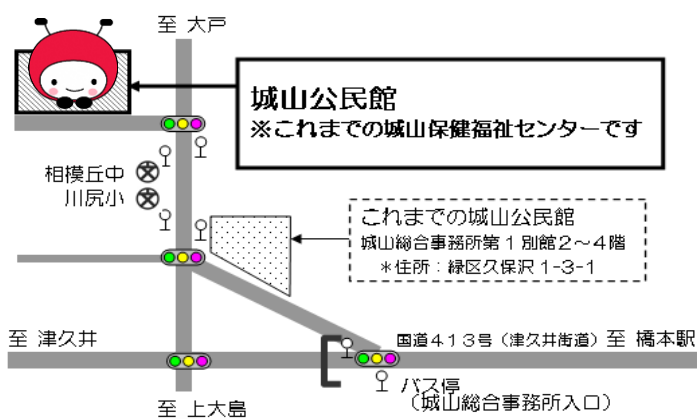 至 大戸
城山公民館
※これまでの城山保健福祉センターです
相模丘中
川尻小
これまでの城山公民館
城山総合事務所第１別館２～４階
＊住所：緑区久保沢１-３-１
至 津久井
国道４１３号（津久井街道）至 橋本駅
バス停
（城山総合事務所入口）
至 上大島